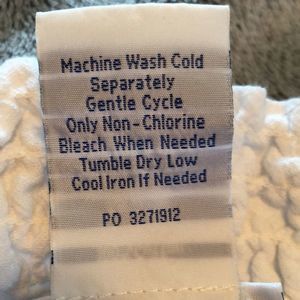 Machine Wash Cold
Separately
Gentle Cycle
Only Non-Chlorine
Bleach When Needed
Tumble Dry Low
Cool Iron If Needed
PO 3271912